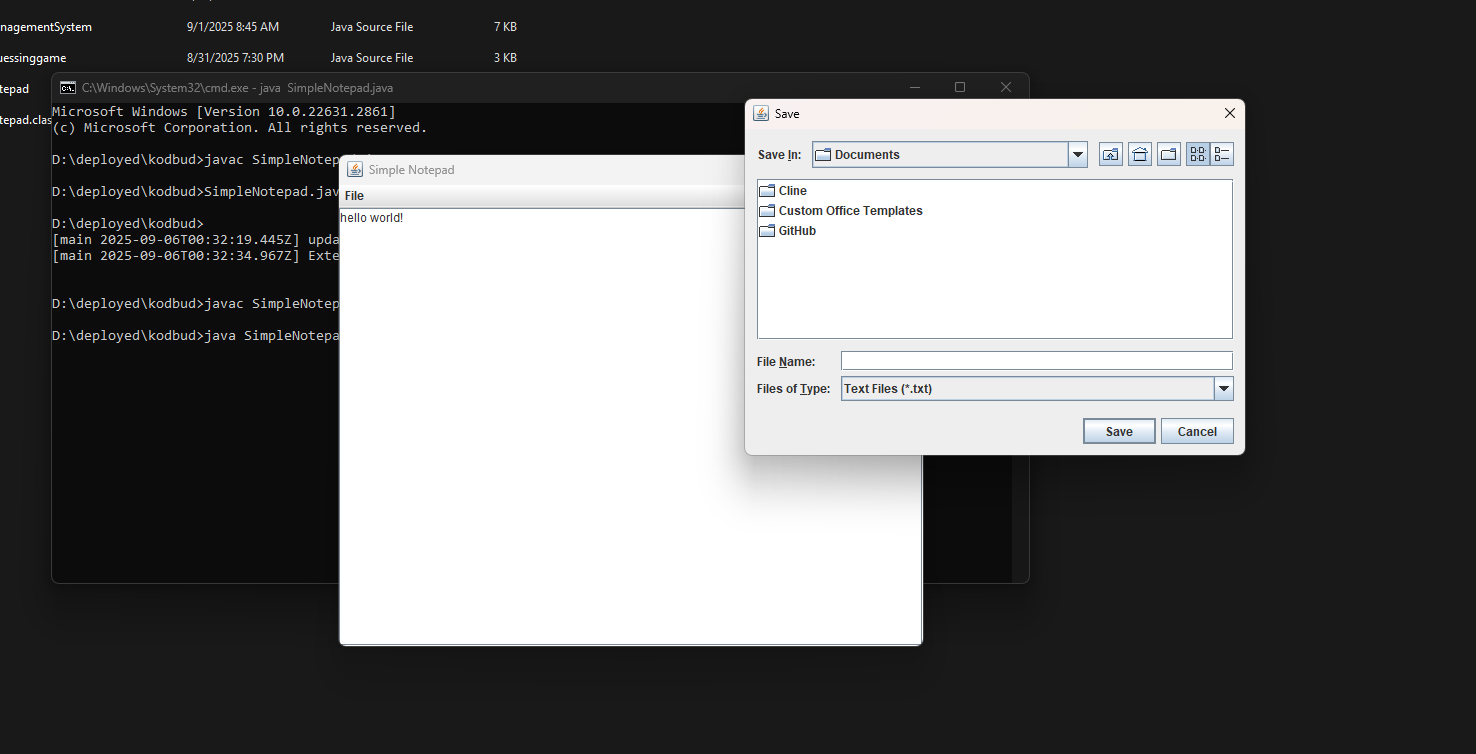 nagementSystem 9/1/2025 8:45 AM Java Source File 7 KB
uessinggame 8/31/2025 7:30 PM Java Source File 3 KB
tepad
tepad.clas
C:\Windows\System32\cmd.exe - java SimpleNotepad.java
Microsoft Windows [Version 10.0.22631.2861]
(c) Microsoft Corporation. All rights reserved.
D:\deployed\kodbud>javac SimpleNotep
D:\deployed\kodbud>SimpleNotepad.jav
D:\deployed\kodbud>
[main 2025-09-06T00:32:19.445Z] upda
[main 2025-09-06T00:32:34.967Z] Exte
D:\deployed\kodbud>javac SimpleNotep
D:\deployed\kodbud>java SimpleNotepa
Simple Notepad
File
hello world!
Save
Save In: Documents
Cline
Custom Office Templates
GitHub
File Name:
Files of Type: Text Files (*.txt)
Save Cancel